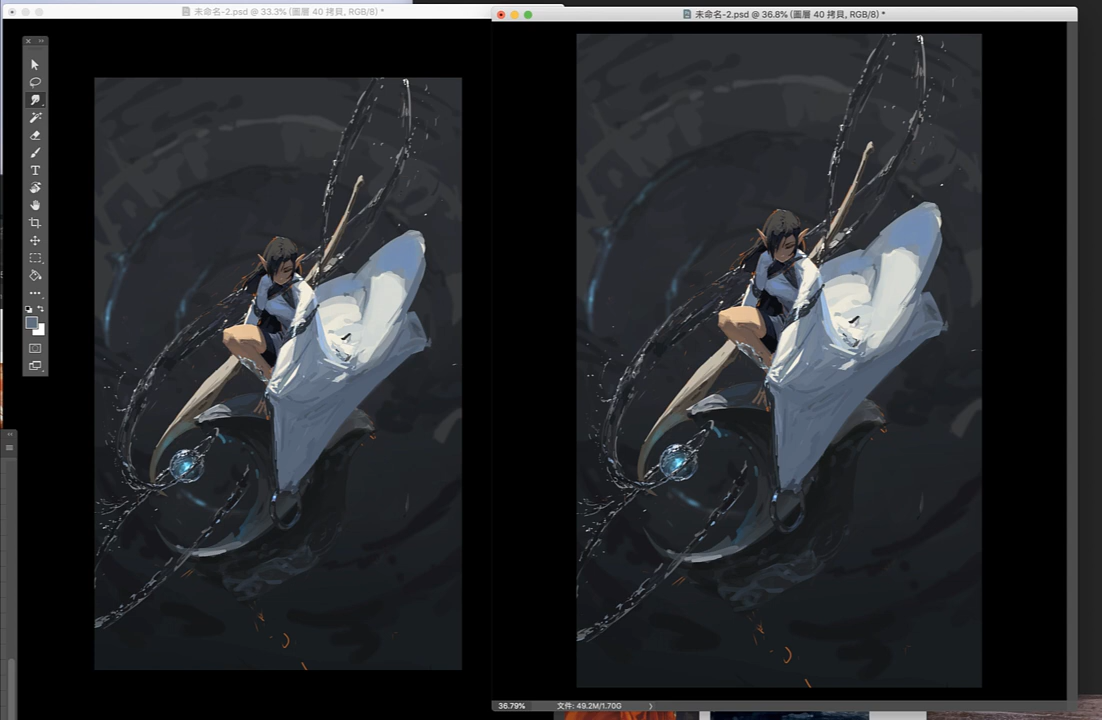 未命名-2.psd @ 33.3% (圖層 40 拷貝, RGB/8) *
未命名-2.psd @ 36.8% (圖層 40 拷貝, RGB/8) *
36.79%
文件: 49.2M/1.70G